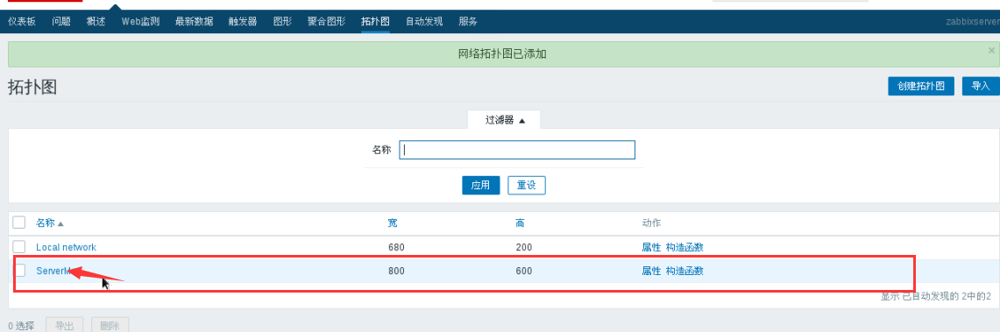 仪表板 问题 概述 Web监测 最新数据 触发器 图形 聚合图形 拓扑图 自动发现 服务 zabbixserver
网络拓扑图已添加 ×
拓扑图 创建拓扑图 导入
过滤器 ▲
名称
应用 重设
名称 ▲ 宽 高 动作
Local network 680 200 属性 构造函数
800 600 属性 构造函数
显示 已自动发现的 2中的2
0 选择 导出 删除